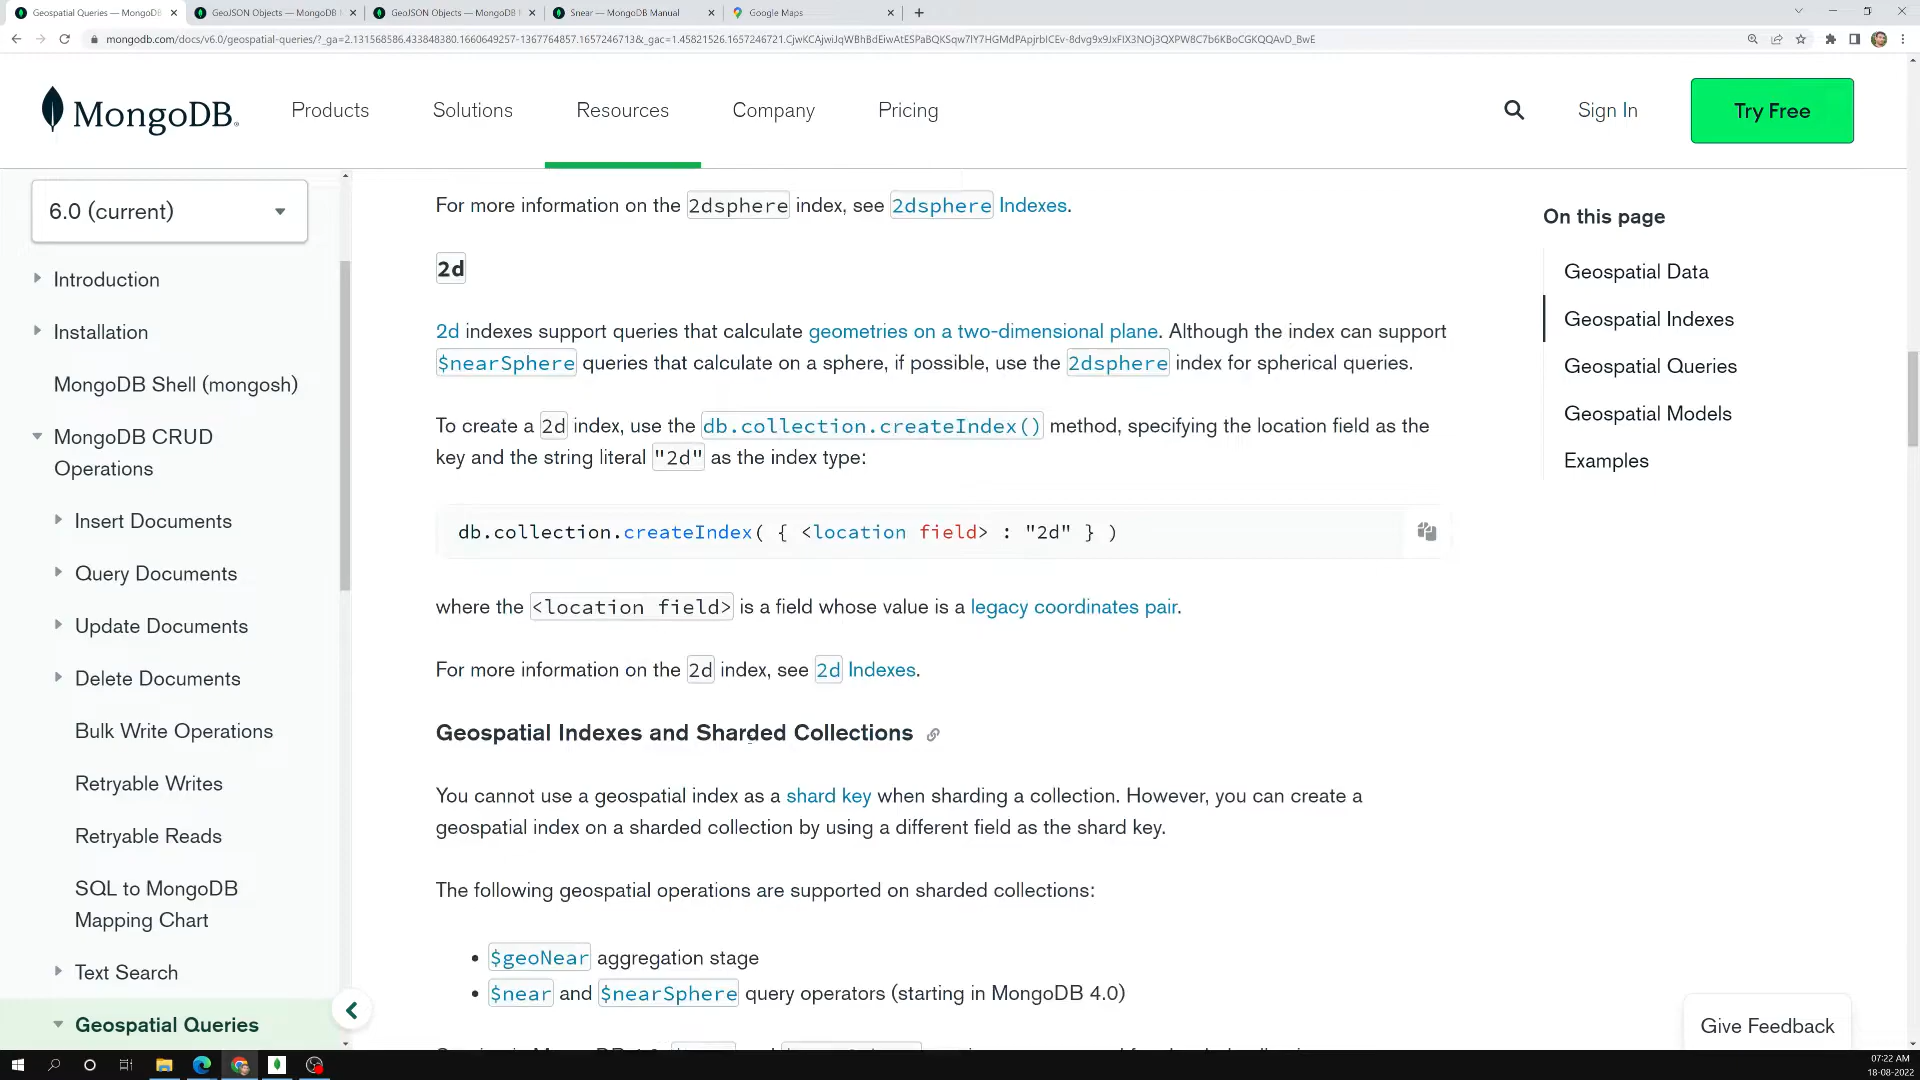 Geospatial Queries — MongoDB
GeoJSON Objects — MongoDB
GeoJSON Objects — MongoDB
$near — MongoDB Manual
Google Maps
MongoDB.
Products
Solutions
Resources
Company
Pricing
Sign In
Try Free
6.0 (current)
Introduction
Installation
MongoDB Shell (mongosh)
MongoDB CRUD
Operations
Insert Documents
Query Documents
Update Documents
Delete Documents
Bulk Write Operations
Retryable Writes
Retryable Reads
SQL to MongoDB
Mapping Chart
Text Search
Geospatial Queries
For more information on the 2dsphere index, see 2dsphere Indexes.
2d
2d indexes support queries that calculate geometries on a two-dimensional plane. Although the index can support
$nearSphere queries that calculate on a sphere, if possible, use the 2dsphere index for spherical queries.
To create a 2d index, use the db.collection.createIndex() method, specifying the location field as the
key and the string literal "2d" as the index type:
db.collection.createIndex( { <location field> : "2d" } )
where the <location field> is a field whose value is a legacy coordinates pair.
For more information on the 2d index, see 2d Indexes.
Geospatial Indexes and Sharded Collections
You cannot use a geospatial index as a shard key when sharding a collection. However, you can create a
geospatial index on a sharded collection by using a different field as the shard key.
The following geospatial operations are supported on sharded collections:
• $geoNear aggregation stage
• $near and $nearSphere query operators (starting in MongoDB 4.0)
On this page
Geospatial Data
Geospatial Indexes
Geospatial Queries
Geospatial Models
Examples
Give Feedback
07:22 AM
18-08-2022